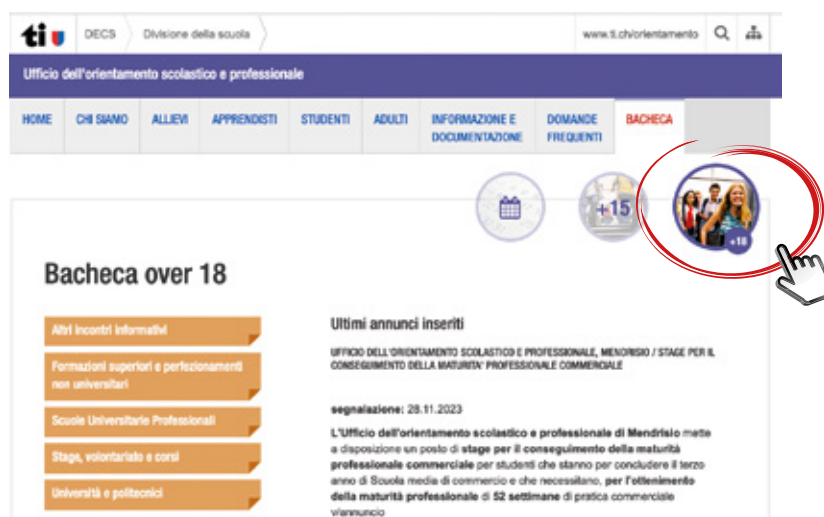 ti
DECS
Divisione della scuola
www.ti.ch/orientamento
Ufficio dell'orientamento scolastico e professionale
HOME
CHI SIAMO
ALLIEVI
APPRENDISTI
STUDENTI
ADULTI
INFORMAZIONE E
DOCUMENTAZIONE
DOMANDE
FREQUENTI
BACHECA
+15
+18
Bacheca over 18
Altri incontri informativi
Formazioni superiori e perfezionamenti
non universitari
Scuole Universitarie Professionali
Stage, volontariato e corsi
Università e politecnici
Ultimi annunci inseriti
UFFICIO DELL'ORIENTAMENTO SCOLASTICO E PROFESSIONALE, MENDRISIO / STAGE PER IL
CONSEGUIMENTO DELLA MATURITA' PROFESSIONALE COMMERCIALE
segnalazione: 28.11.2023
L'Ufficio dell'orientamento scolastico e professionale di Mendrisio mette
a disposizione un posto di stage per il conseguimento della maturità
professionale commerciale per studenti che stanno per concludere il terzo
anno di Scuola media di commercio e che necessitano, per l'ottenimento
della maturità professionale di 52 settimane di pratica commerciale
v/annuncio